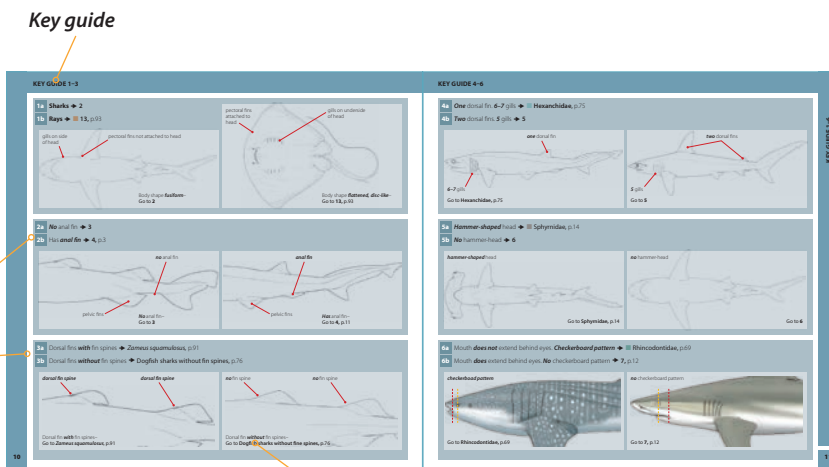 Key guide
KEY GUIDE 1–3
1a Sharks ➔ 2
1b Rays ➔ 13, p.93
gills on side
of head
pectoral fins not attached to head
Body shape fusiform–
Go to 2
pectoral fins
attached to
head
gills on underside
of head
Body shape flattened, disc-like–
Go to 13, p.93
2a No anal fin ➔ 3
2b Has anal fin ➔ 4, p.3
no anal fin
pelvic fins
No anal fin–
Go to 3
anal fin
pelvic fins
Has anal fin–
Go to 4, p.11
3a Dorsal fins with fin spines ➔ Zameus squamulosus, p.91
3b Dorsal fins without fin spines ➔ Dogfish sharks without fin spines, p.76
dorsal fin spine
dorsal fin spine
Dorsal fin with fin spines–
Go to Zameus squamulosus, p.91
no fin spine
no fin spine
Dorsal fin without fin spines–
Go to Dogfish sharks without fine spines, p.76
10
KEY GUIDE 4–6
4a One dorsal fin. 6–7 gills ➔ Hexanchidae, p.75
4b Two dorsal fins. 5 gills ➔ 5
one dorsal fin
6–7 gills
Go to Hexanchidae, p.75
two dorsal fins
5 gills
Go to 5
5a Hammer-shaped head ➔ Sphyrnidae, p.14
5b No hammer-head ➔ 6
hammer-shaped head
Go to Sphyrnidae, p.14
no hammer head
Go to 6
6a Mouth does not extend behind eyes. Checkerboard pattern ➔ Rhincodontidae, p.69
6b Mouth does extend behind eyes. No checkerboard pattern ➔ 7, p.12
checkerboad pattern
Go to Rhincodontidae, p.69
no checkerboard pattern
Go to 7, p.12